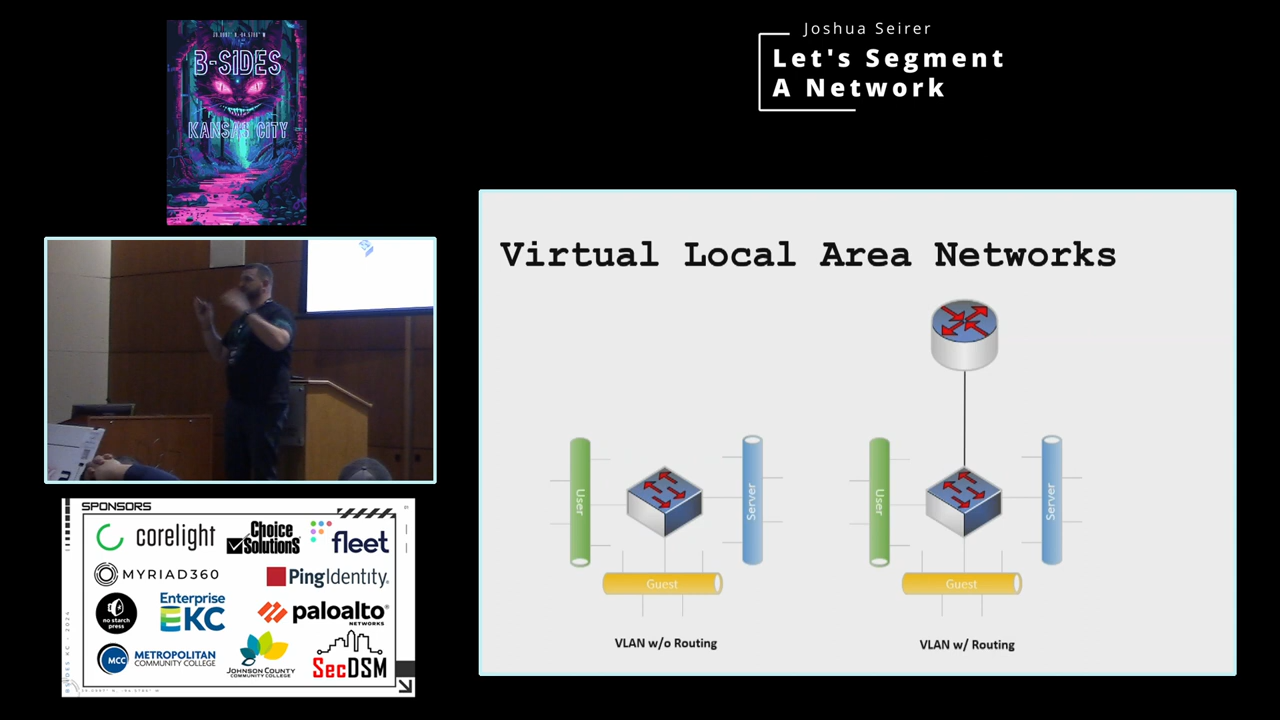 B-SIDES
KANSAS CITY
Joshua Seirer
Let's Segment
A Network
Virtual Local Area Networks
User
Server
Guest
VLAN w/o Routing
User
Server
Guest
VLAN w/ Routing
SPONSORS
corelight
Choice
Solutions
fleet
MYRIAD360
PingIdentity
no starch
press
Enterprise
EKC
paloalto
NETWORKS
MCC METROPOLITAN
COMMUNITY COLLEGE
JOHNSON COUNTY
COMMUNITY COLLEGE
SecDSM